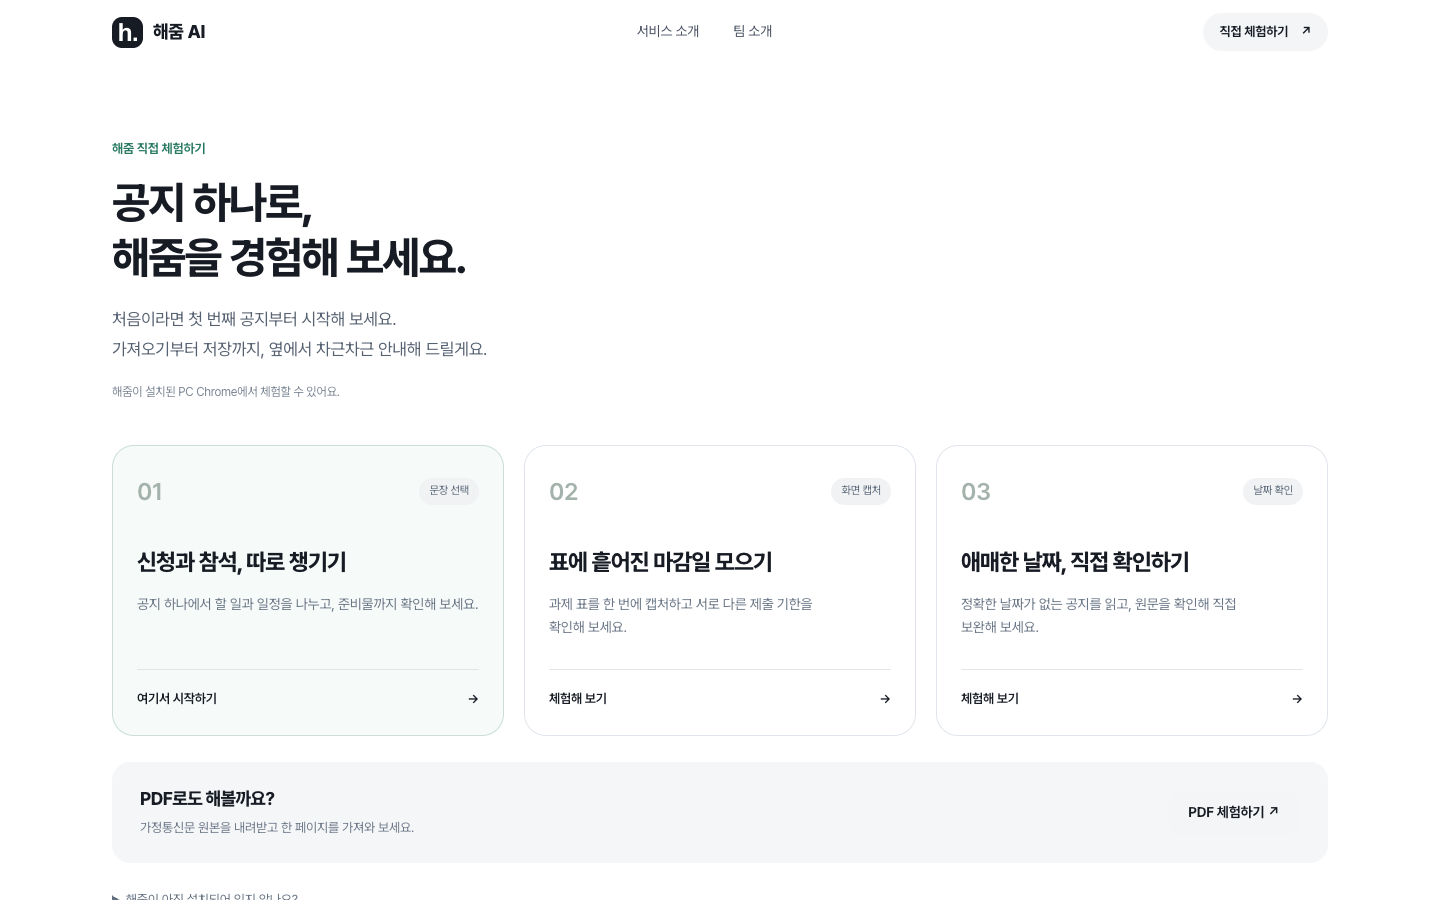 h. 해줌 AI
서비스 소개
팀 소개
직접 체험하기 ↗
해줌 직접 체험하기
공지 하나로,
해줌을 경험해 보세요.
처음이라면 첫 번째 공지부터 시작해 보세요.
가져오기부터 저장까지, 옆에서 차근차근 안내해 드릴게요.
해줌이 설치된 PC Chrome에서 체험할 수 있어요.
01
문장 선택
신청과 참석, 따로 챙기기
공지 하나에서 할 일과 일정을 나누고, 준비물까지 확인해 보세요.
여기서 시작하기 →
02
화면 캡처
표에 흩어진 마감일 모으기
과제 표를 한 번에 캡처하고 서로 다른 제출 기한을
확인해 보세요.
체험해 보기 →
03
날짜 확인
애매한 날짜, 직접 확인하기
정확한 날짜가 없는 공지를 읽고, 원문을 확인해 직접
보완해 보세요.
체험해 보기 →
PDF로도 해볼까요?
가정통신문 원본을 내려받고 한 페이지를 가져와 보세요.
PDF 체험하기 ↗
▶ 해줌이 아직 설치되어 있지 않나요?